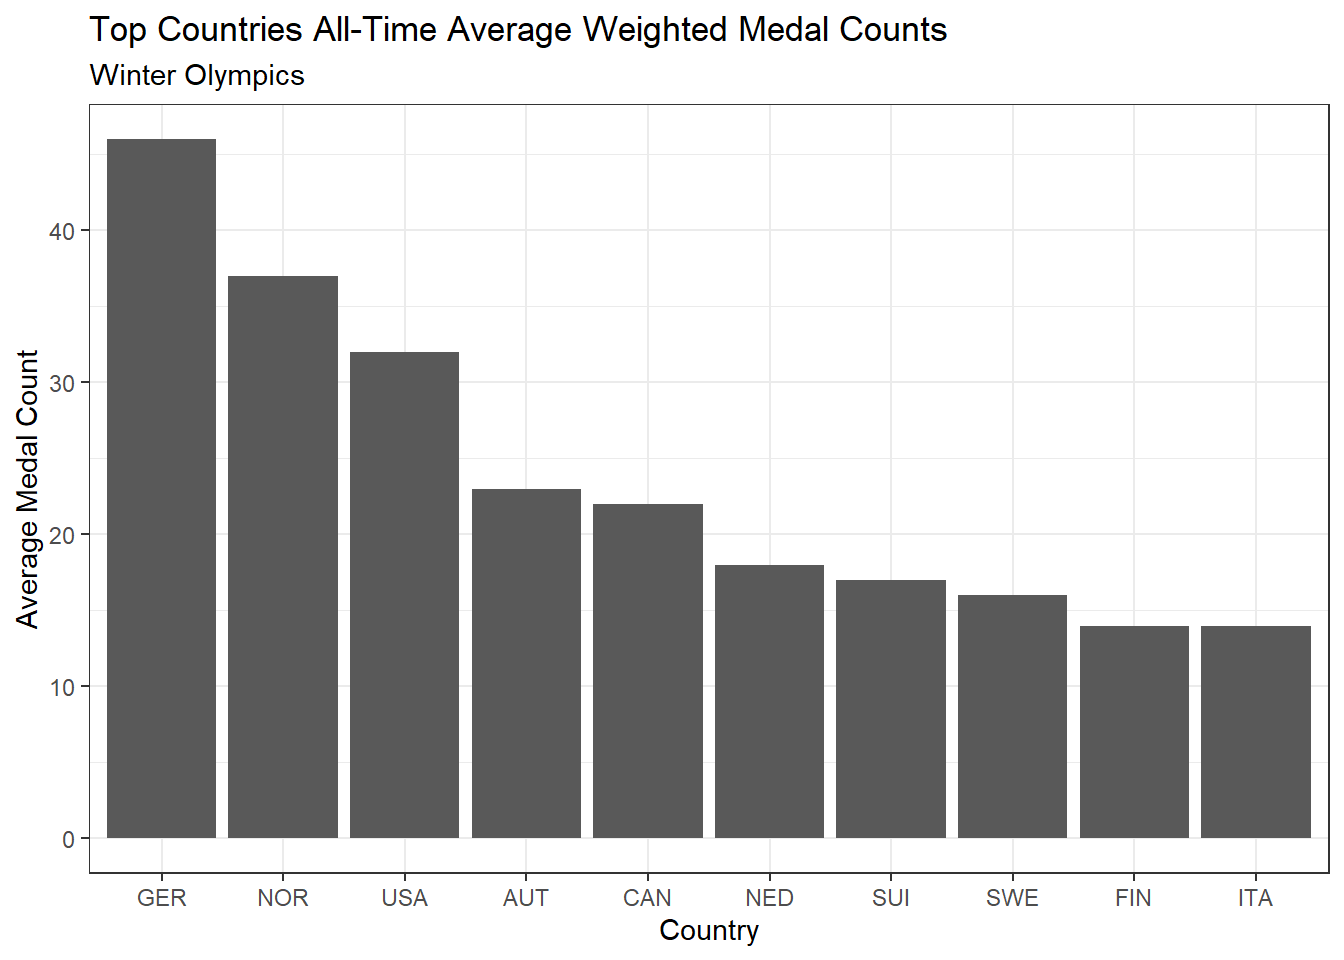 Top Countries All-Time Average Weighted Medal Counts
Winter Olympics
Average Medal Count
40
30
20
10
0
GER NOR USA AUT CAN NED SUI SWE FIN ITA
Country